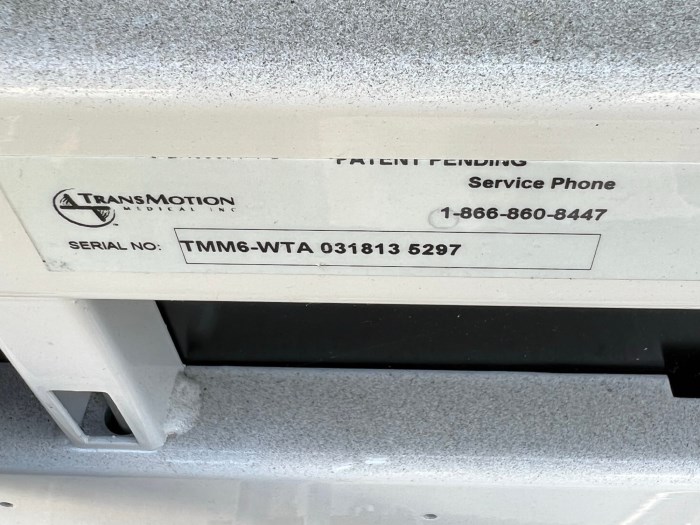 PATENT PENDING
Service Phone
TRANSMOTION
MEDICAL INC
1-866-860-8447
SERIAL NO: TMM6-WTA 031813 5297